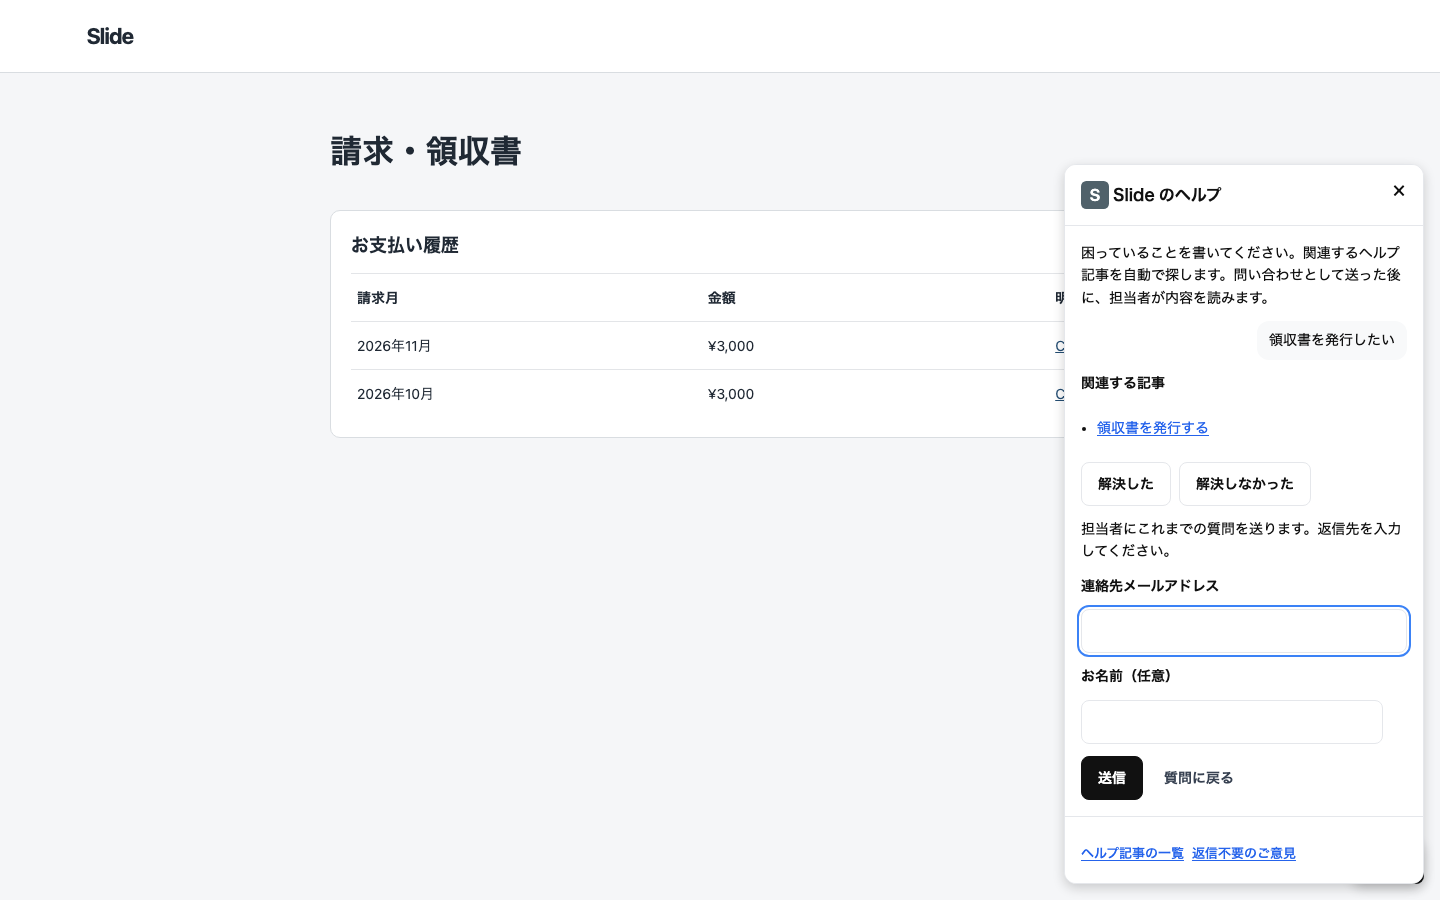 Slide
請求・領収書
お支払い履歴
請求月 金額
2026年11月 ¥3,000
2026年10月 ¥3,000
S Slide のヘルプ ×
困っていることを書いてください。関連するヘルプ
記事を自動で探します。問い合わせとして送った後
に、担当者が内容を読みます。
領収書を発行したい
関連する記事
• 領収書を発行する
解決した 解決しなかった
担当者にこれまでの質問を送ります。返信先を入力
してください。
連絡先メールアドレス
お名前（任意）
送信 質問に戻る
ヘルプ記事の一覧 返信不要のご意見